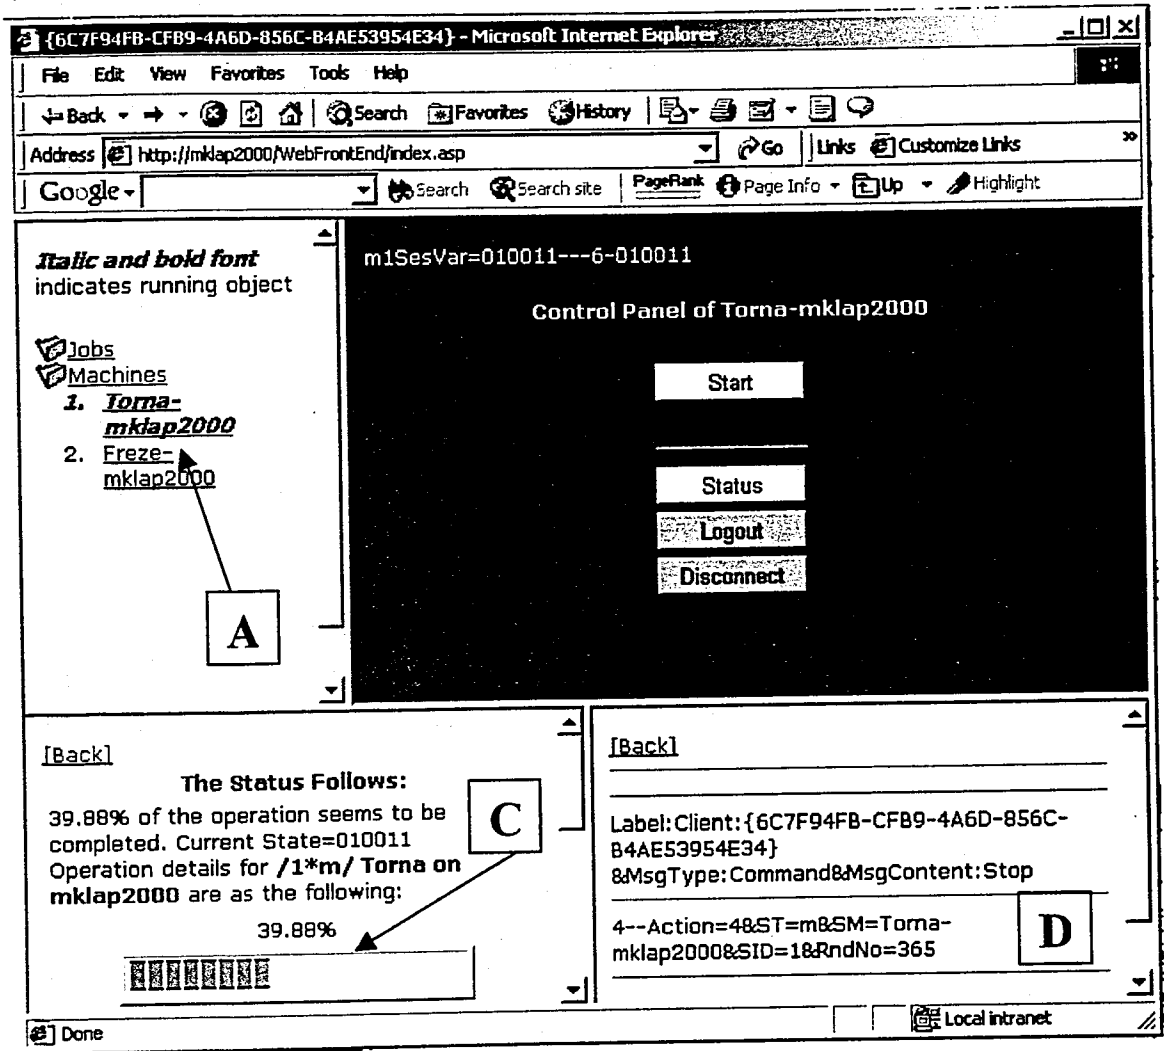 {6C7F94FB-CFB9-4A6D-856C-B4AE53954E34} - Microsoft Internet Explorer
File Edit View Favorites Tools Help
Back Search Favorites History
Address http://mklap2000/WebFrontEnd/index.asp Go Links Customize Links »
Google Search Search site PageRank Page Info Up Highlight
Italic and bold font
indicates running object
Jobs
Machines
1. Torna-
mklap2000
2. Freze-
mklap2000
A
m1SesVar=010011---6-010011
Control Panel of Torna-mklap2000
Start
Status
Logout
Disconnect
[Back]
The Status Follows:
39.88% of the operation seems to be
completed. Current State=010011
Operation details for /1*m/ Torna on
mklap2000 are as the following:
39.88%
C
[Back]
Label:Client:{6C7F94FB-CFB9-4A6D-856C-
B4AE53954E34}
&MsgType:Command&MsgContent:Stop
4--Action=4&ST=m&SM=Torna-
mklap2000&SID=1&RndNo=365
D
Done Local intranet